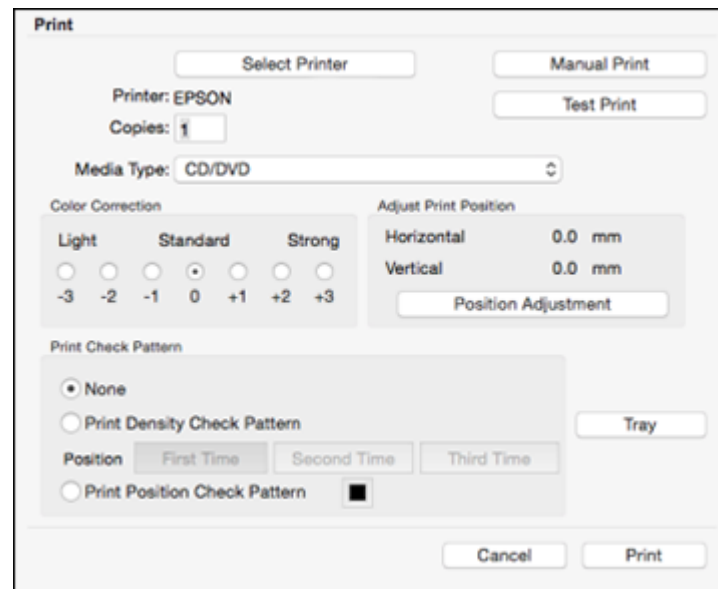 Print
Select Printer Manual Print
Printer: EPSON Test Print
Copies: 1
Media Type: CD/DVD
Color Correction Adjust Print Position
Light Standard Strong Horizontal 0.0 mm
Vertical 0.0 mm
-3 -2 -1 0 +1 +2 +3
Position Adjustment
Print Check Pattern
None
Print Density Check Pattern Tray
Position First Time Second Time Third Time
Print Position Check Pattern
Cancel Print